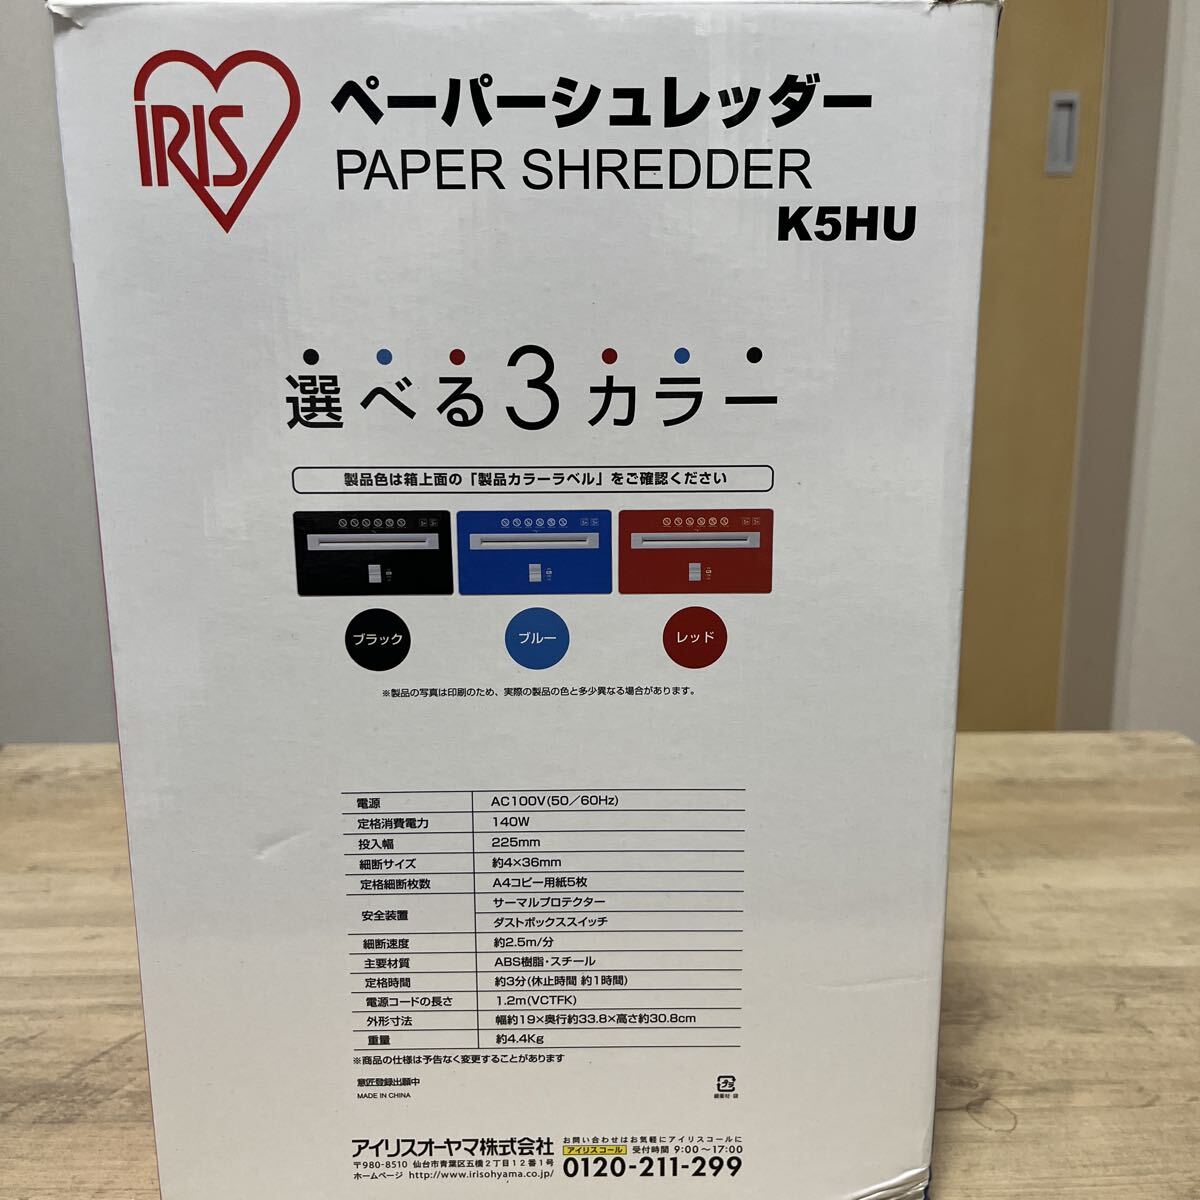 IRIS
ペーパーシュレッダー
PAPER SHREDDER
K5HU
選べる3カラー
製品色は箱上面の「製品カラーラベル」をご確認ください
ブラック
ブルー
レッド
※製品の写真は印刷のため、実際の製品の色と多少異なる場合があります。
電源 AC100V(50／60Hz)
定格消費電力 140W
投入幅 225mm
細断サイズ 約4×36mm
定格細断枚数 A4コピー用紙5枚
安全装置 サーマルプロテクター
ダストボックススイッチ
細断速度 約2.5m/分
主要材質 ABS樹脂・スチール
定格時間 約3分(休止時間 約1時間)
電源コードの長さ 1.2m(VCTFK)
外形寸法 幅約19×奥行約33.8×高さ約30.8cm
重量 約4.4Kg
※商品の仕様は予告なく変更することがあります
意匠登録出願中
MADE IN CHINA
プラ
緩衝材・袋
アイリスオーヤマ株式会社
〒980-8510 仙台市青葉区五橋2丁目12番1号
ホームページ http://www.irisohyama.co.jp/
お問い合わせはお気軽にアイリスコールに
アイリスコール 受付時間 9:00～17:00
0120-211-299